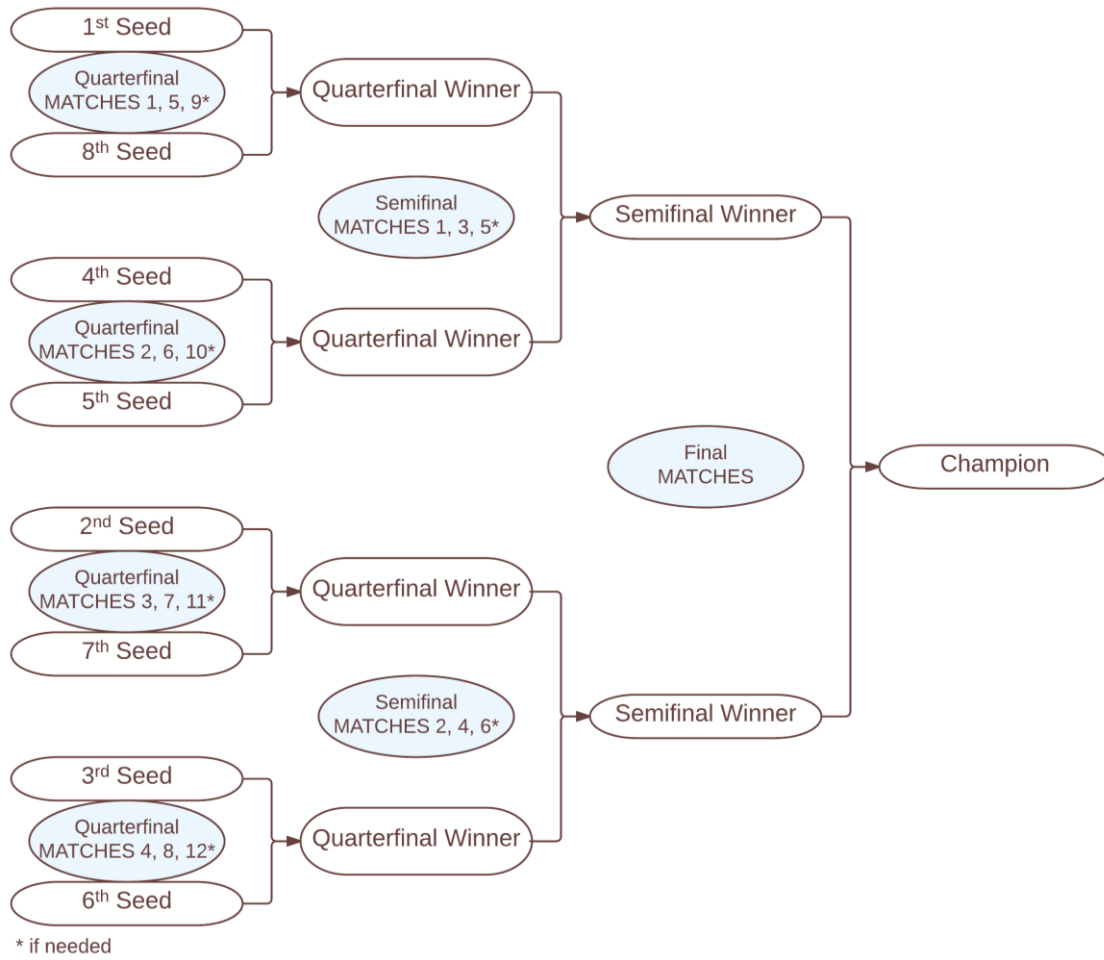 1st Seed
Quarterfinal
MATCHES 1, 5, 9*
8th Seed
Quarterfinal Winner
Semifinal
MATCHES 1, 3, 5*
Semifinal Winner
4th Seed
Quarterfinal
MATCHES 2, 6, 10*
5th Seed
Quarterfinal Winner
Final
MATCHES
Champion
2nd Seed
Quarterfinal
MATCHES 3, 7, 11*
7th Seed
Quarterfinal Winner
Semifinal
MATCHES 2, 4, 6*
Semifinal Winner
3rd Seed
Quarterfinal
MATCHES 4, 8, 12*
6th Seed
Quarterfinal Winner
* if needed